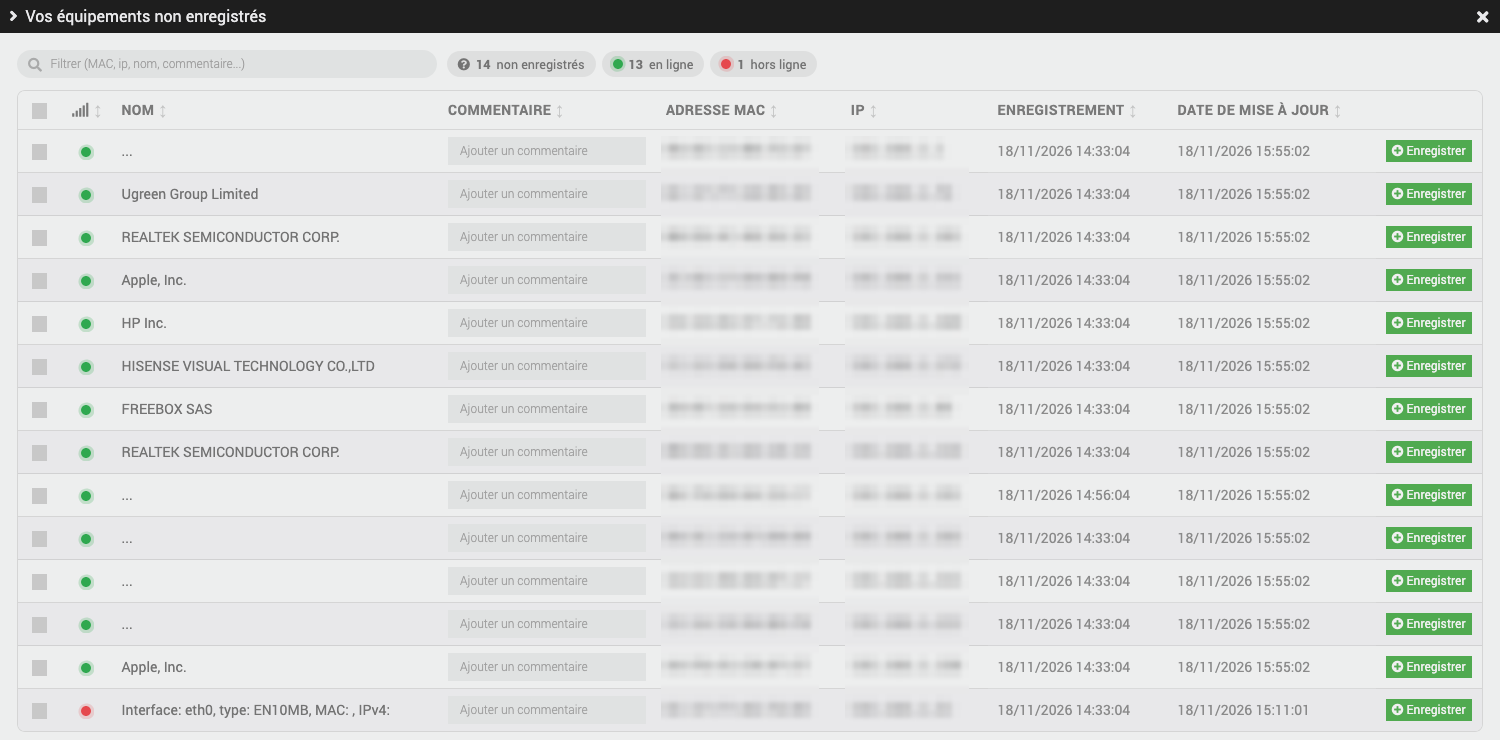 Vos équipements non enregistrés
Filtrer (MAC, ip, nom, commentaire...) 14 non enregistrés 13 en ligne 1 hors ligne
NOM COMMENTAIRE ADRESSE MAC IP ENREGISTREMENT DATE DE MISE À JOUR
... Ajouter un commentaire 18/11/2026 14:33:04 18/11/2026 15:55:02 Enregistrer
Ugreen Group Limited Ajouter un commentaire 18/11/2026 14:33:04 18/11/2026 15:55:02 Enregistrer
REALTEK SEMICONDUCTOR CORP. Ajouter un commentaire 18/11/2026 14:33:04 18/11/2026 15:55:02 Enregistrer
Apple, Inc. Ajouter un commentaire 18/11/2026 14:33:04 18/11/2026 15:55:02 Enregistrer
HP Inc. Ajouter un commentaire 18/11/2026 14:33:04 18/11/2026 15:55:02 Enregistrer
HISENSE VISUAL TECHNOLOGY CO.,LTD Ajouter un commentaire 18/11/2026 14:33:04 18/11/2026 15:55:02 Enregistrer
FREEBOX SAS Ajouter un commentaire 18/11/2026 14:33:04 18/11/2026 15:55:02 Enregistrer
REALTEK SEMICONDUCTOR CORP. Ajouter un commentaire 18/11/2026 14:33:04 18/11/2026 15:55:02 Enregistrer
... Ajouter un commentaire 18/11/2026 14:56:04 18/11/2026 15:55:02 Enregistrer
... Ajouter un commentaire 18/11/2026 14:33:04 18/11/2026 15:55:02 Enregistrer
... Ajouter un commentaire 18/11/2026 14:33:04 18/11/2026 15:55:02 Enregistrer
... Ajouter un commentaire 18/11/2026 14:33:04 18/11/2026 15:55:02 Enregistrer
Apple, Inc. Ajouter un commentaire 18/11/2026 14:33:04 18/11/2026 15:55:02 Enregistrer
Interface: eth0, type: EN10MB, MAC: , IPv4: Ajouter un commentaire 18/11/2026 14:33:04 18/11/2026 15:11:01 Enregistrer